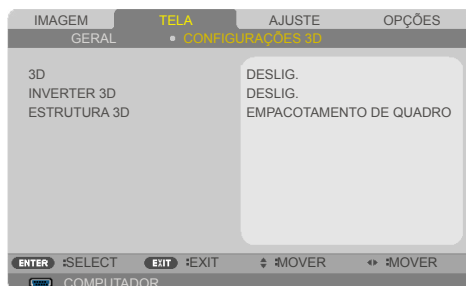 IMAGEM TELA AJUSTE OPÇÕES
GERAL • CONFIGURAÇÕES 3D
3D DESLIG.
INVERTER 3D DESLIG.
ESTRUTURA 3D EMPACOTAMENTO DE QUADRO
ENTER :SELECT EXIT :EXIT :MOVER :MOVER
COMPUTADOR